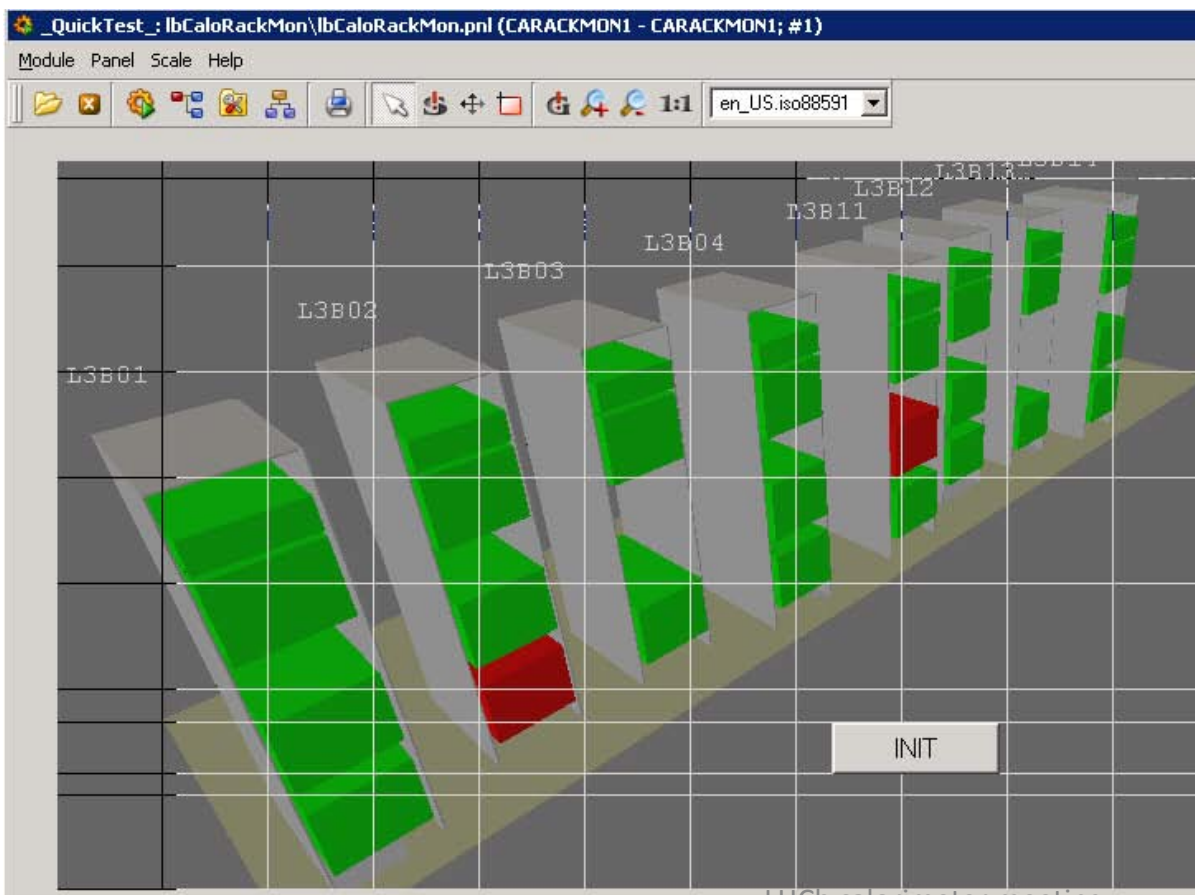 _QuickTest_: lbCaloRackMon\lbCaloRackMon.pnl (CARACKMON1 - CARACKMON1; #1)
Module Panel Scale Help
1:1 en_US.iso88591
L3B13
L3B12
L3B11
L3B04
L3B03
L3B02
L3B01
INIT